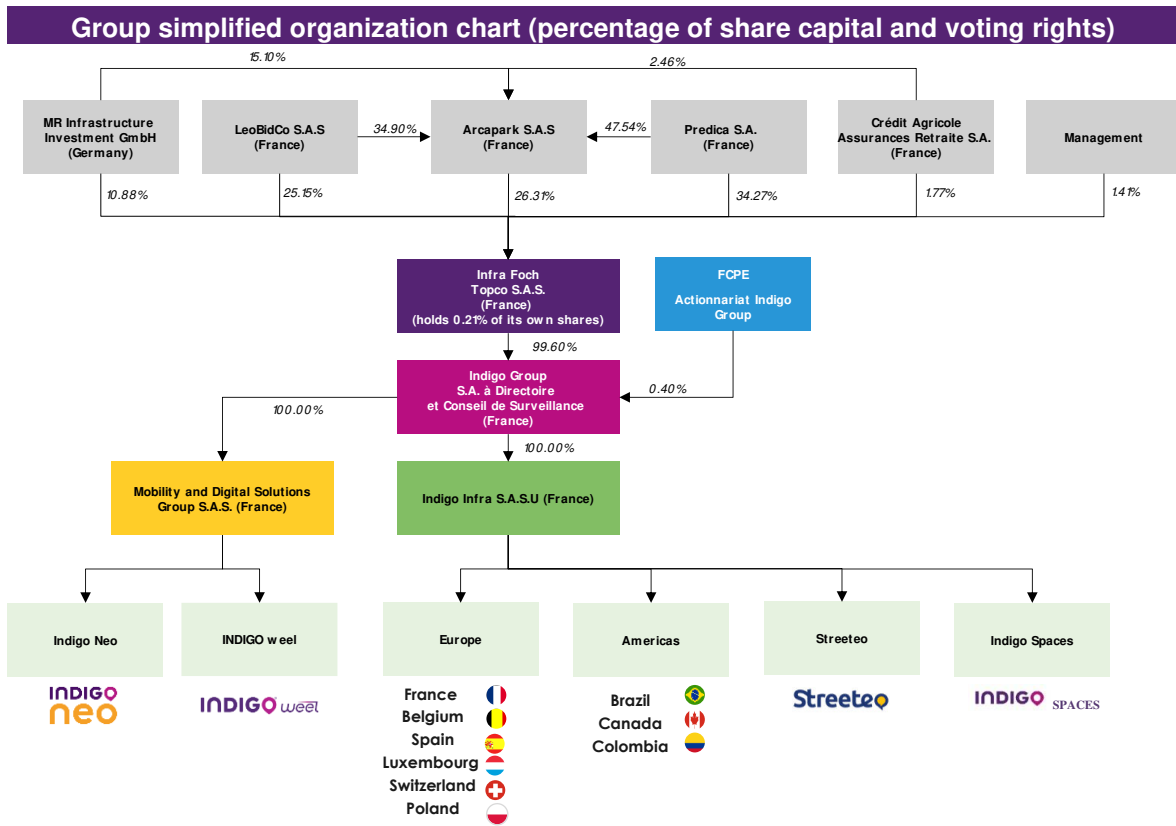 Group simplified organization chart (percentage of share capital and voting rights)
15.10%
2.46%
MR Infrastructure
Investment GmbH
(Germany)
LeoBidCo S.A.S
(France)
34.90%
Arcapark S.A.S
(France)
47.54%
Predica S.A.
(France)
Crédit Agricole
Assurances Retraite S.A.
(France)
Management
10.88%
25.15%
26.31%
34.27%
1.77%
1.41%
Infra Foch
Topco S.A.S.
(France)
(holds 0.21% of its own shares)
FCPE
Actionnariat Indigo
Group
99.60%
Indigo Group
S.A. à Directoire
et Conseil de Surveillance
(France)
0.40%
100.00%
100.00%
Mobility and Digital Solutions
Group S.A.S. (France)
Indigo Infra S.A.S.U (France)
Indigo Neo
INDIGO weel
Europe
Americas
Streeteo
Indigo Spaces
INDIGO
neo
INDIGO weel
France
Belgium
Spain
Luxembourg
Switzerland
Poland
Brazil
Canada
Colombia
Streeteo
INDIGO SPACES